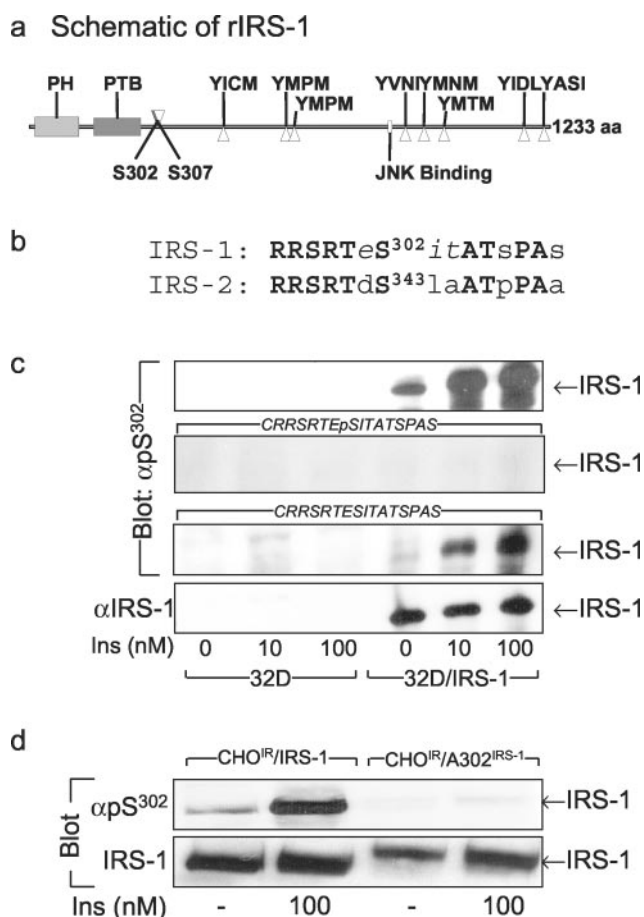 a Schematic of rIRS-1
PH PTB YICM YMPM YVNIYMNM YIDLYASI
YMPM YMTM
1233 aa
S302 S307 JNK Binding
b
IRS-1: RRSRTeS³⁰²itATsPAs
IRS-2: RRSRTdS³⁴³laATpPAa
c
Blot: αpS³⁰²
←IRS-1
CRRSRTEpSITATSPAS
←IRS-1
CRRSRTESITATSPAS
←IRS-1
αIRS-1 ←IRS-1
Ins (nM) 0 10 100 0 10 100
32D 32D/IRS-1
d
CHOᴵᴿ/IRS-1 CHOᴵᴿ/A302ᴵᴿˢ⁻¹
Blot
αpS³⁰² ←IRS-1
IRS-1 ←IRS-1
Ins (nM) - 100 - 100